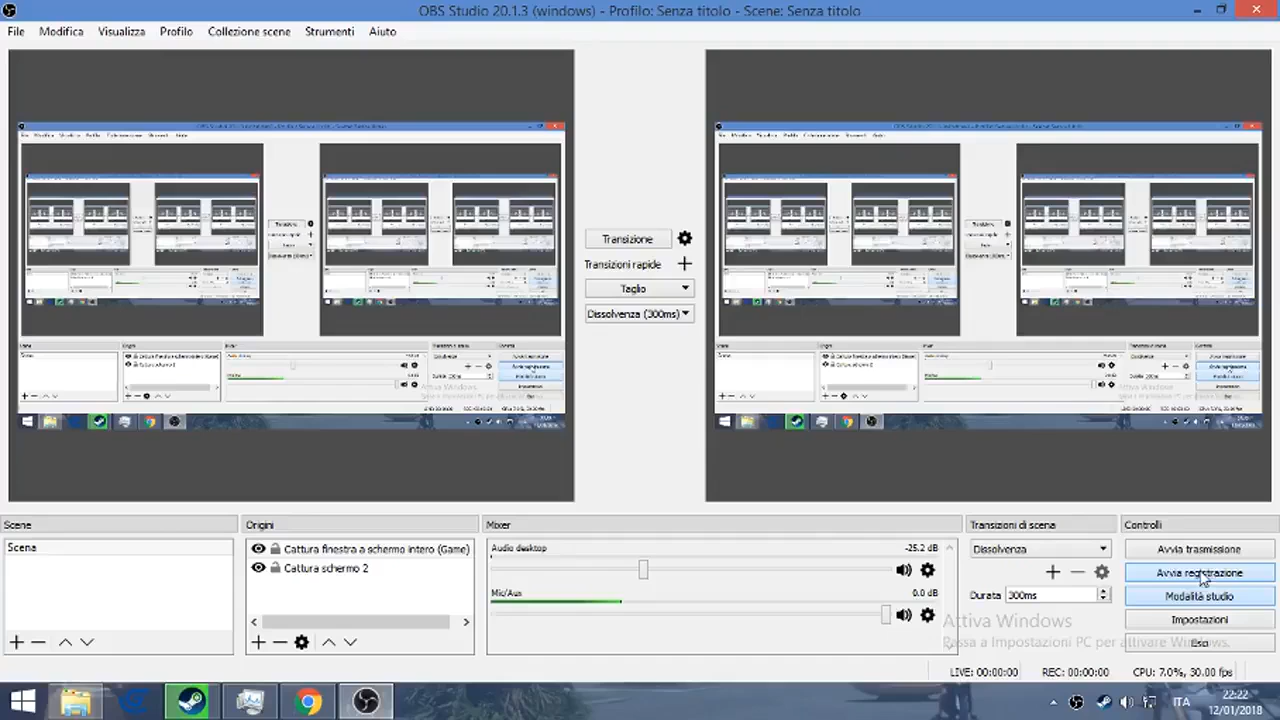 OBS Studio 20.1.3 (windows) - Profilo: Senza titolo - Scene: Senza titolo
File Modifica Visualizza Profilo Collezione scene Strumenti Aiuto
Transizione
Transizioni rapide
Taglio
Dissolvenza (300ms)
Scene
Scena
Origini
Cattura finestra a schermo intero (Game)
Cattura schermo 2
Mixer
Audio desktop -25.2 dB
Mic/Aux 0.0 dB
Transizioni di scena
Dissolvenza
Durata 300ms
Controlli
Avvia trasmissione
Avvia registrazione
Modalità studio
Impostazioni
Esci
Attiva Windows
Passa a Impostazioni PC per attivare Windows.
LIVE: 00:00:00 REC: 00:00:00 CPU: 7.0%, 30.00 fps
ITA
22:22
12/01/2018